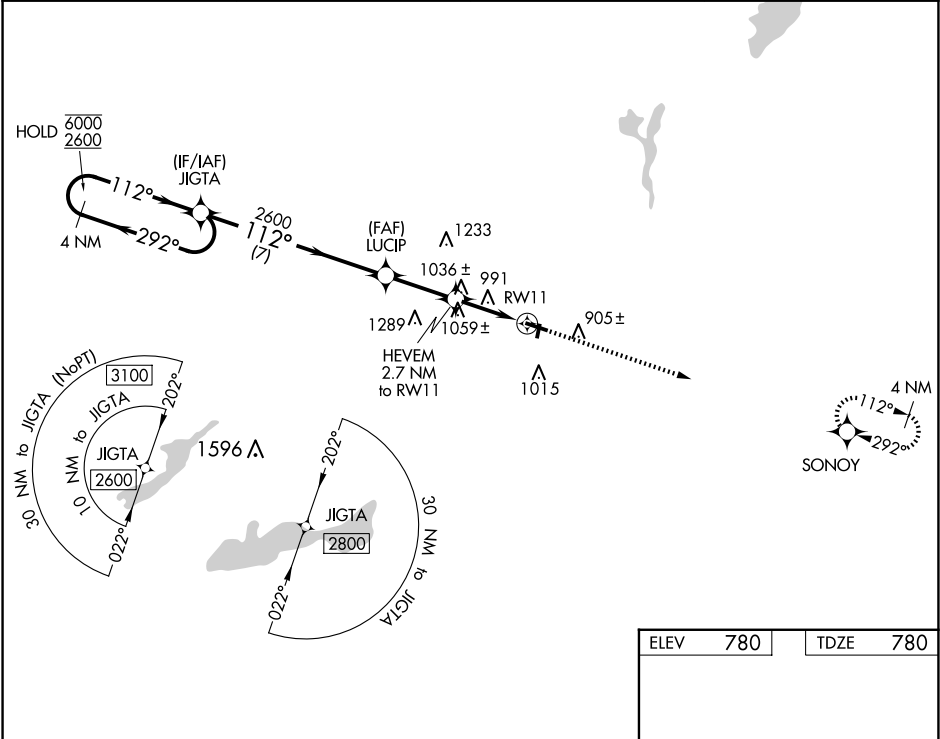 HOLD 6000
2600
(IF/IAF)
JIGTA
112°
292°
4 NM
2600
112°
(7)
(FAF)
LUCIP
1233
1036 ±
991
RW11
1289
1059 ±
905 ±
HEVEM
2.7 NM
to RW11
1015
4 NM
112°
292°
SONOY
30 NM to JIGTA (NoPT)
3100
202°
10 NM to JIGTA
JIGTA
2600
022°
1596
202°
JIGTA
2800
022°
30 NM to JIGTA
ELEV 780
TDZE 780